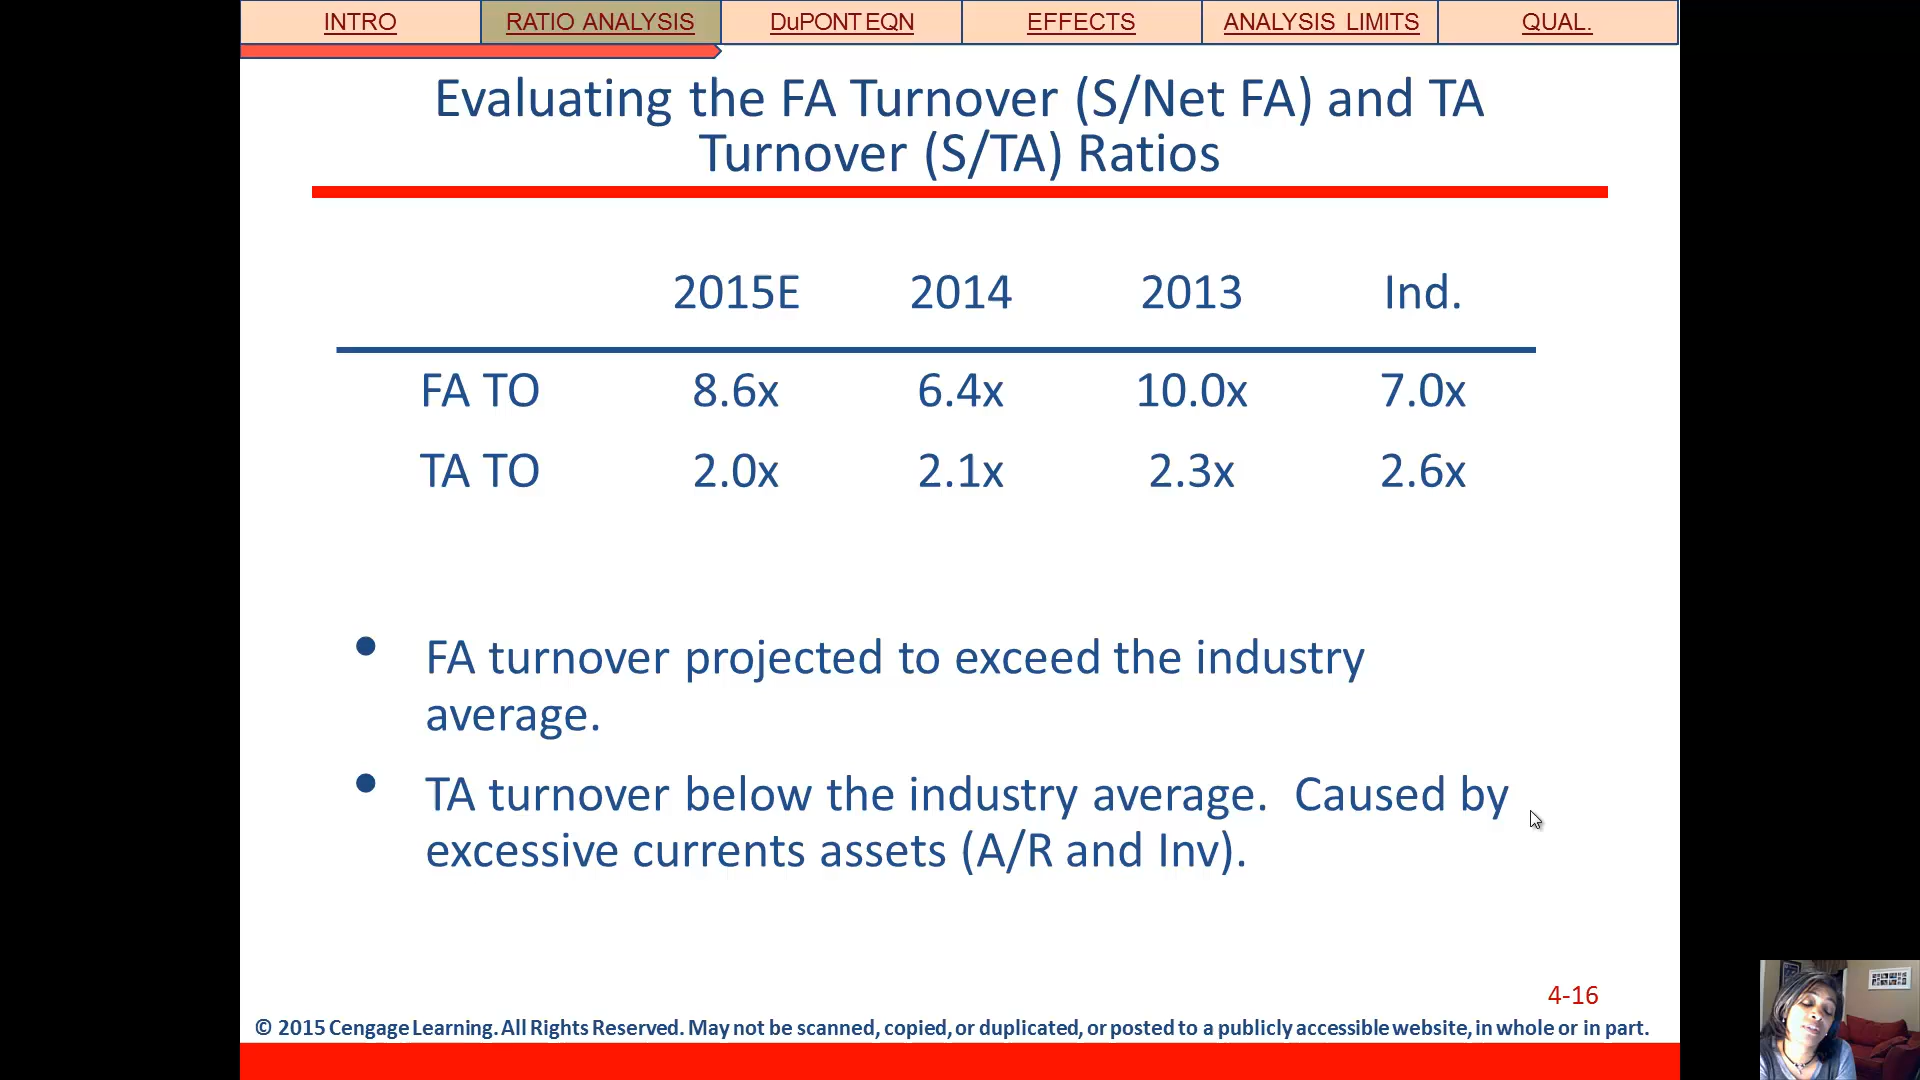 INTRO RATIO ANALYSIS DuPONT EQN EFFECTS ANALYSIS LIMITS QUAL.
Evaluating the FA Turnover (S/Net FA) and TA
Turnover (S/TA) Ratios
2015E 2014 2013 Ind.
FA TO 8.6x 6.4x 10.0x 7.0x
TA TO 2.0x 2.1x 2.3x 2.6x
• FA turnover projected to exceed the industry
average.
• TA turnover below the industry average. Caused by
excessive currents assets (A/R and Inv).
4-16
© 2015 Cengage Learning. All Rights Reserved. May not be scanned, copied, or duplicated, or posted to a publicly accessible website, in whole or in part.